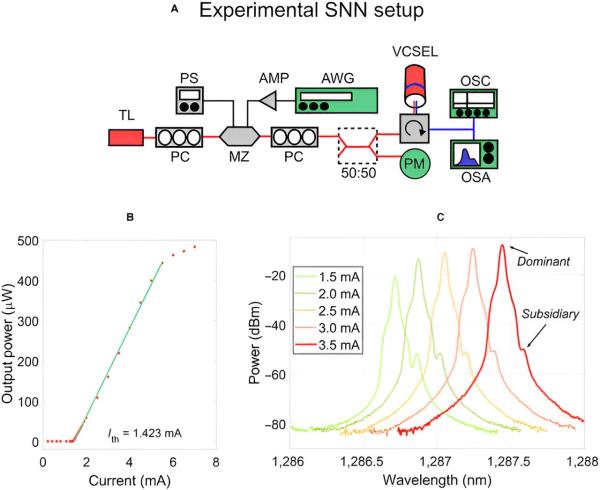 A Experimental SNN setup
VCSEL
PS AMP AWG OSC
TL
PC MZ PC PM
50:50 OSA
B
Output power (μW)
500
400
300
200
100
0
Ith = 1.423 mA
0 2 4 6 8
Current (mA)
C
Power (dBm)
−20
−40
−60
−80
1.5 mA
2.0 mA
2.5 mA
3.0 mA
3.5 mA
Dominant
Subsidiary
1,286 1,286.5 1,287 1,287.5 1,288
Wavelength (nm)